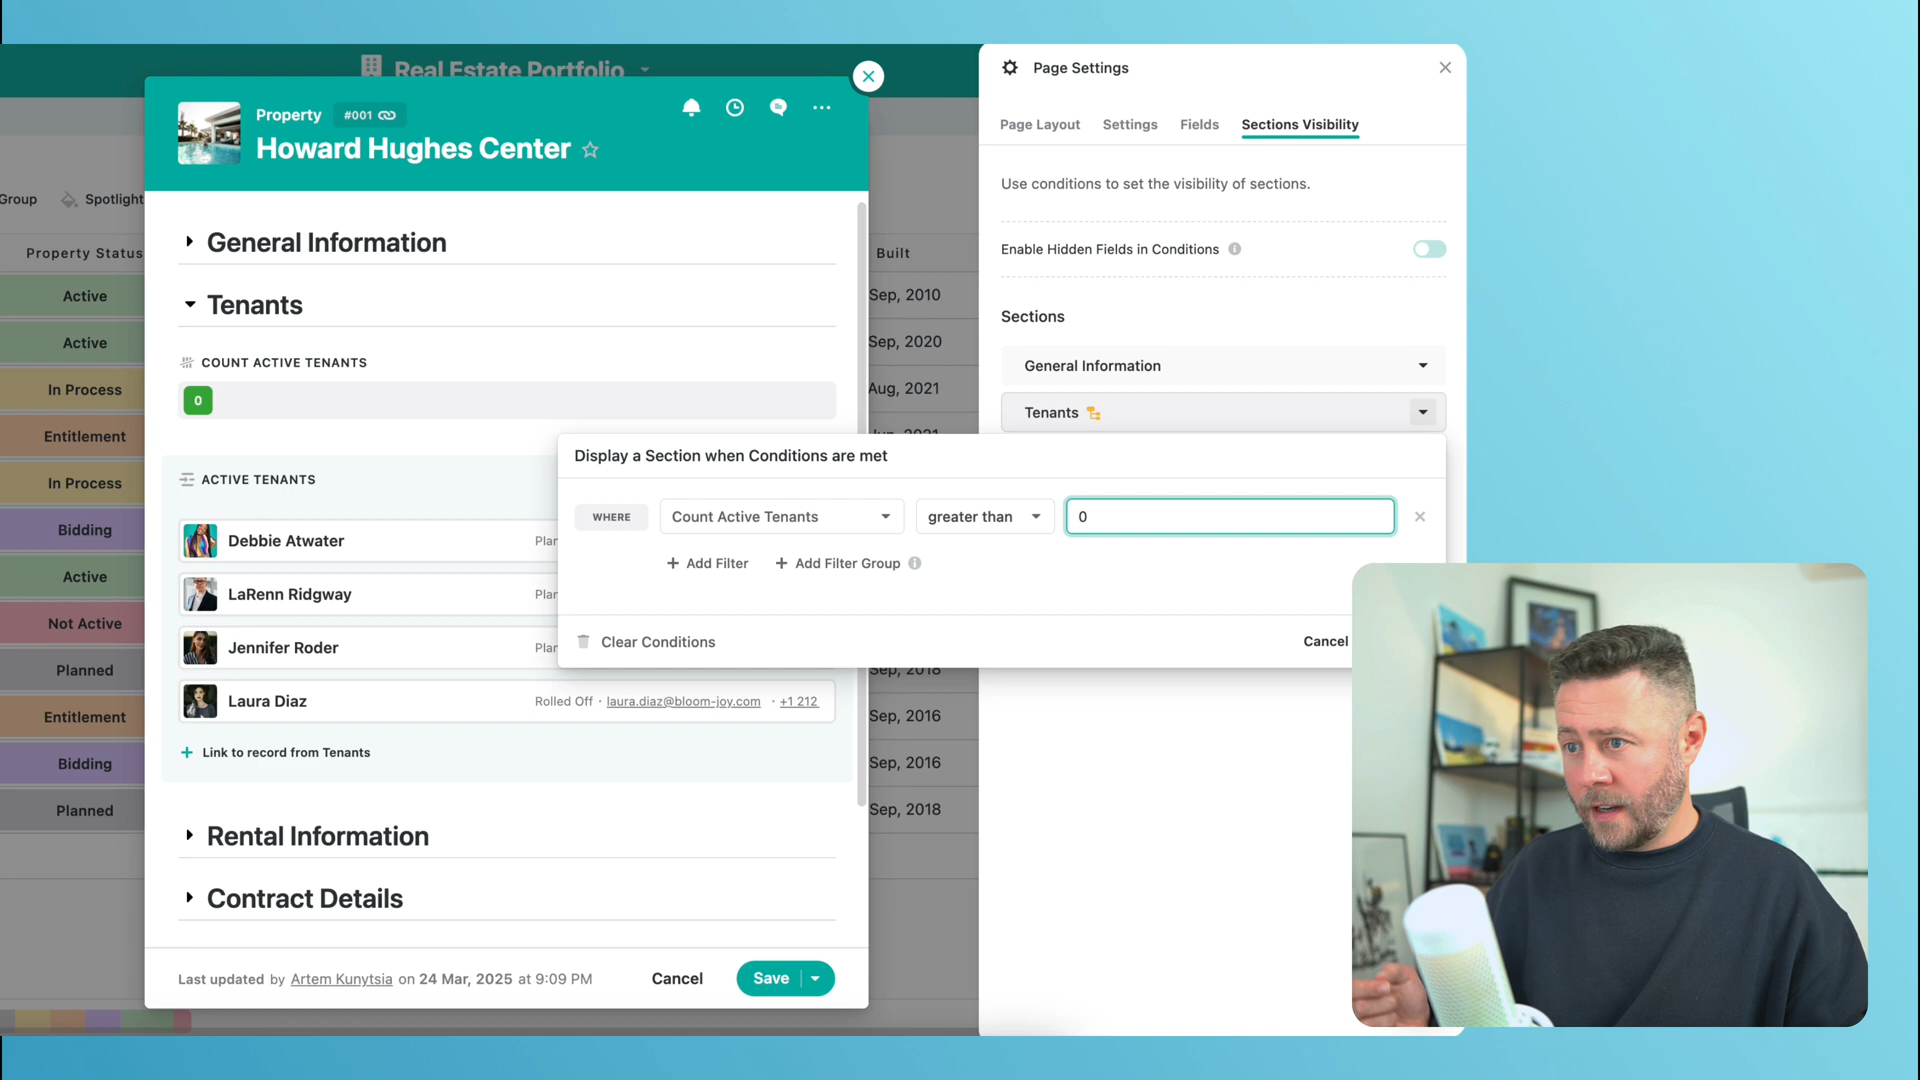 Real Estate Portfolio
Group
Spotlight
Property Status
Active
Active
In Process
Entitlement
In Process
Bidding
Active
Not Active
Planned
Entitlement
Bidding
Planned
Property
#001
Howard Hughes Center
General Information
Tenants
COUNT ACTIVE TENANTS
0
ACTIVE TENANTS
Debbie Atwater
Plan
LaRenn Ridgway
Plan
Jennifer Roder
Plan
Laura Diaz
Rolled Off · laura.diaz@bloom-joy.com · +1 212
+ Link to record from Tenants
Rental Information
Contract Details
Last updated by Artem Kunytsia on 24 Mar, 2025 at 9:09 PM
Cancel
Save
Built
Sep, 2010
Sep, 2020
Aug, 2021
Sep, 2018
Sep, 2016
Sep, 2016
Sep, 2018
Page Settings
Page Layout
Settings
Fields
Sections Visibility
Use conditions to set the visibility of sections.
Enable Hidden Fields in Conditions
Sections
General Information
Tenants
Display a Section when Conditions are met
WHERE
Count Active Tenants
greater than
0
+ Add Filter
+ Add Filter Group
Clear Conditions
Cancel